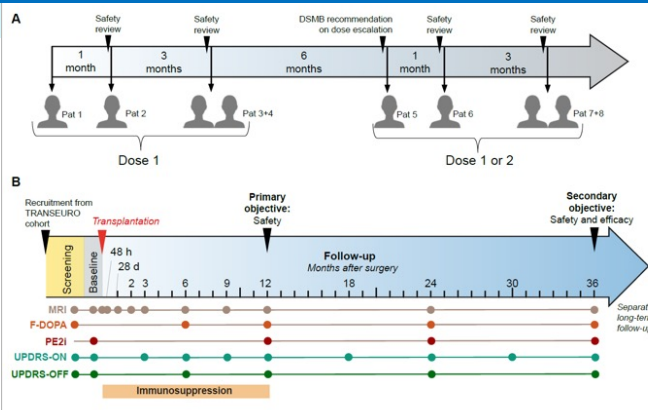 A
Safety
review
Safety
review
DSMB recommendation
on dose escalation
Safety
review
Safety
review
1
month
3
months
6
months
1
month
3
months
Pat 1
Pat 2
Pat 3+4
Pat 5
Pat 6
Pat 7+8
Dose 1
Dose 1 or 2
B
Recruitment from
TRANSEURO
cohort
Transplantation
Primary
objective:
Safety
Secondary
objective:
Safety and efficacy
Screening
Baseline
48 h
28 d
Follow-up
Months after surgery
2 3 6 9 12 18 24 30 36
MRI
F-DOPA
PE2i
UPDRS-ON
UPDRS-OFF
Separat
long-term
follow-up
Immunosuppression